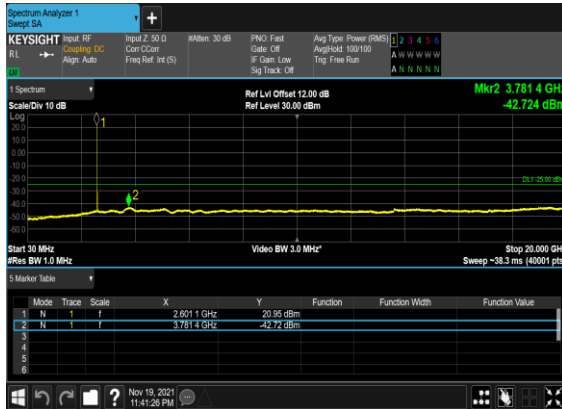 Spectrum Analyzer 1
Swept SA
+
KEYSIGHT Input: RF Input Z: 50 Ω #Atten: 30 dB PNO: Fast Avg Type: Power (RMS) 1 2 3 4 5 6
RL Coupling: DC Corr CCorr Gate: Off Avg|Hold: 100/100 A W W W W W
Align: Auto Freq Ref: Int (S) IF Gain: Low Trig: Free Run
LXI Sig Track: Off A N N N N N
1 Spectrum Ref Lvl Offset 12.00 dB Mkr2 3.781 4 GHz
Scale/Div 10 dB Ref Level 30.00 dBm -42.724 dBm
Log
1
20.0
10.0
0.00
-10.0
-20.0
DL1 -25.00 dBm
-30.0
2
-40.0
-50.0
-60.0
Start 30 MHz Video BW 3.0 MHz* Stop 20.000 GHz
#Res BW 1.0 MHz Sweep ~38.3 ms (40001 pts)
5 Marker Table
Mode Trace Scale X Y Function Function Width Function Value
1 N 1 f 2.601 1 GHz 20.95 dBm
2 N 1 f 3.781 4 GHz -42.72 dBm
3
4
5
6
? Nov 19, 2021
11:41:26 PM